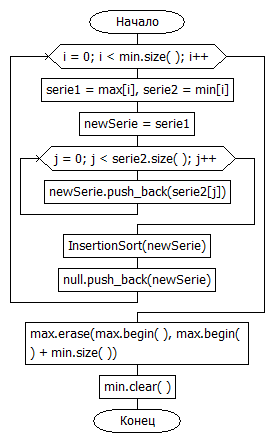 Начало
i = 0; i < min.size( ); i++
serie1 = max[i], serie2 = min[i]
newSerie = serie1
j = 0; j < serie2.size( ); j++
newSerie.push_back(serie2[j])
InsertionSort(newSerie)
null.push_back(newSerie)
max.erase(max.begin( ), max.begin(
) + min.size( ))
min.clear( )
Конец